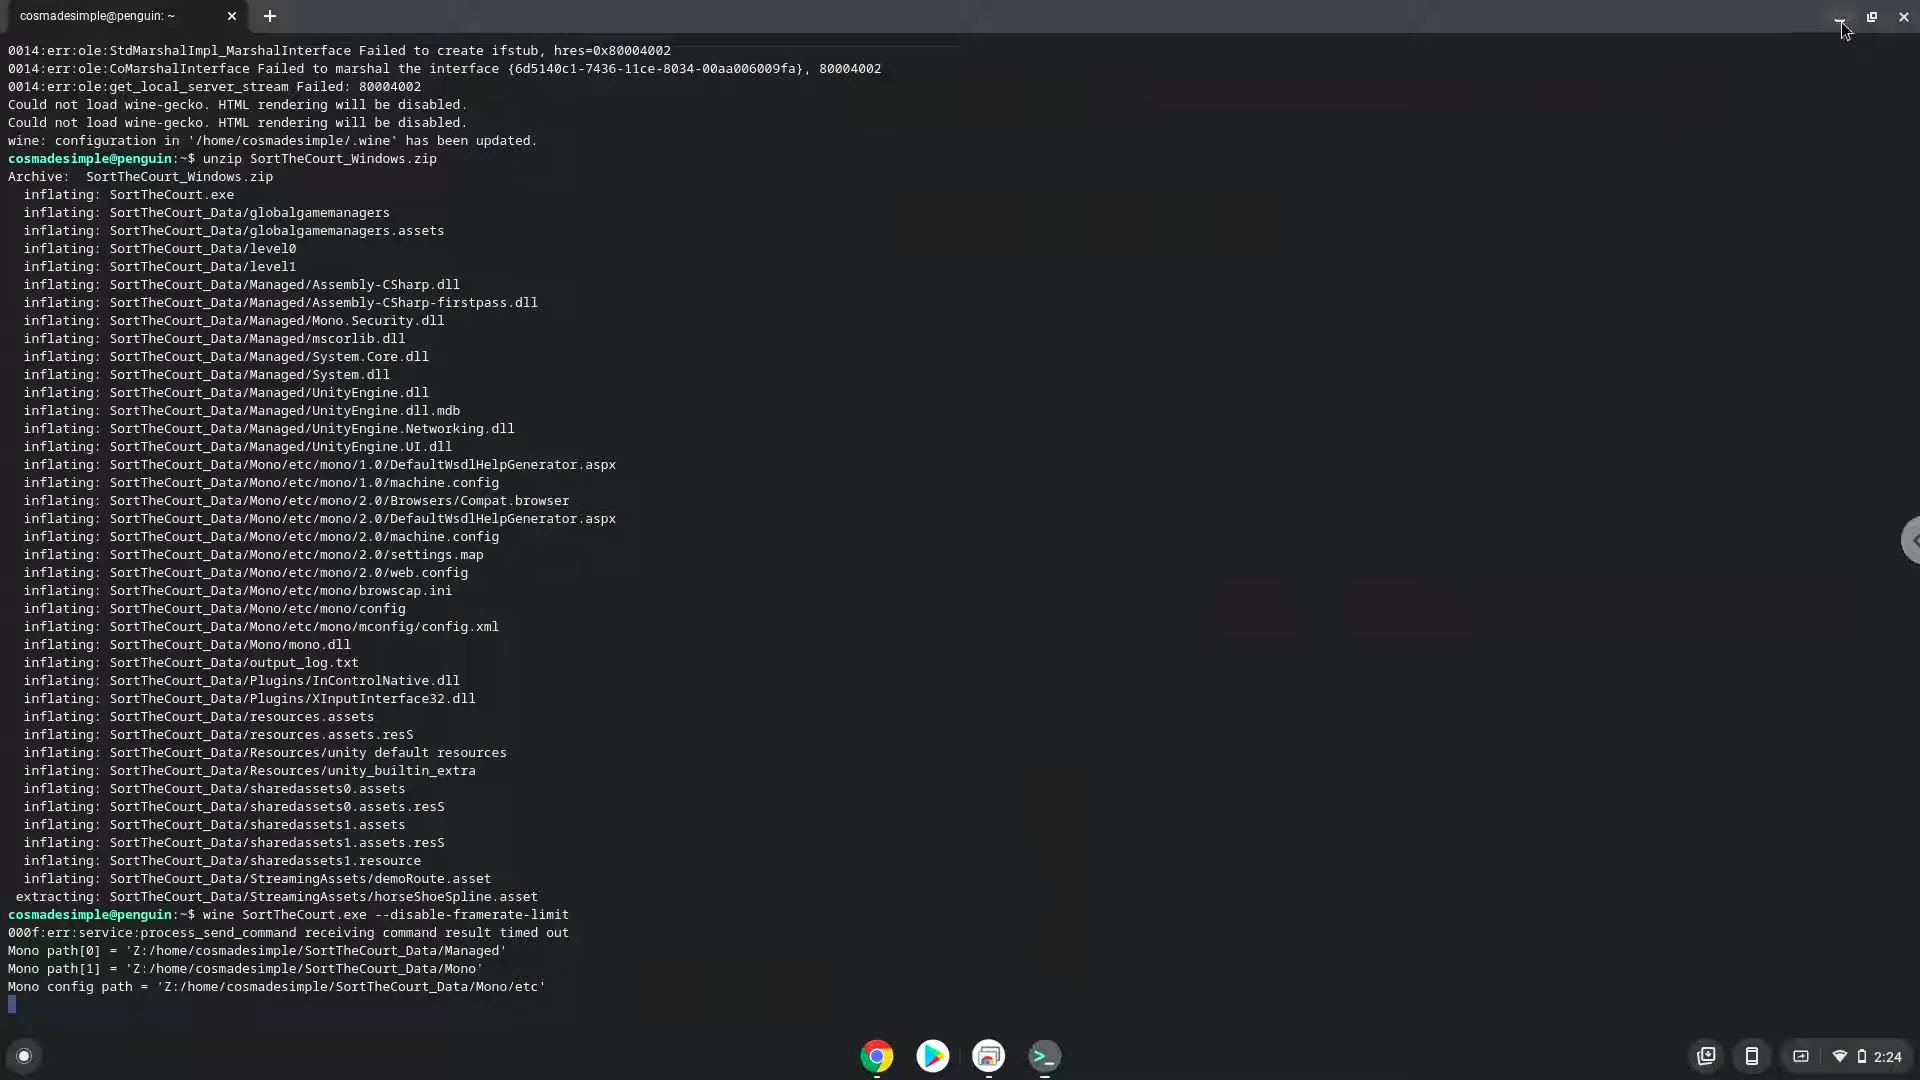 cosmadesimple@penguin: ~
0014:err:ole:StdMarshalImpl_MarshalInterface Failed to create ifstub, hres=0x80004002
0014:err:ole:CoMarshalInterface Failed to marshal the interface {6d5140c1-7436-11ce-8034-00aa006009fa}, 80004002
0014:err:ole:get_local_server_stream Failed: 80004002
Could not load wine-gecko. HTML rendering will be disabled.
Could not load wine-gecko. HTML rendering will be disabled.
wine: configuration in '/home/cosmadesimple/.wine' has been updated.
cosmadesimple@penguin:~$ unzip SortTheCourt_Windows.zip
Archive:  SortTheCourt_Windows.zip
  inflating: SortTheCourt.exe
  inflating: SortTheCourt_Data/globalgamemanagers
  inflating: SortTheCourt_Data/globalgamemanagers.assets
  inflating: SortTheCourt_Data/level0
  inflating: SortTheCourt_Data/level1
  inflating: SortTheCourt_Data/Managed/Assembly-CSharp.dll
  inflating: SortTheCourt_Data/Managed/Assembly-CSharp-firstpass.dll
  inflating: SortTheCourt_Data/Managed/Mono.Security.dll
  inflating: SortTheCourt_Data/Managed/mscorlib.dll
  inflating: SortTheCourt_Data/Managed/System.Core.dll
  inflating: SortTheCourt_Data/Managed/System.dll
  inflating: SortTheCourt_Data/Managed/UnityEngine.dll
  inflating: SortTheCourt_Data/Managed/UnityEngine.dll.mdb
  inflating: SortTheCourt_Data/Managed/UnityEngine.Networking.dll
  inflating: SortTheCourt_Data/Managed/UnityEngine.UI.dll
  inflating: SortTheCourt_Data/Mono/etc/mono/1.0/DefaultWsdlHelpGenerator.aspx
  inflating: SortTheCourt_Data/Mono/etc/mono/1.0/machine.config
  inflating: SortTheCourt_Data/Mono/etc/mono/2.0/Browsers/Compat.browser
  inflating: SortTheCourt_Data/Mono/etc/mono/2.0/DefaultWsdlHelpGenerator.aspx
  inflating: SortTheCourt_Data/Mono/etc/mono/2.0/machine.config
  inflating: SortTheCourt_Data/Mono/etc/mono/2.0/settings.map
  inflating: SortTheCourt_Data/Mono/etc/mono/2.0/web.config
  inflating: SortTheCourt_Data/Mono/etc/mono/browscap.ini
  inflating: SortTheCourt_Data/Mono/etc/mono/config
  inflating: SortTheCourt_Data/Mono/etc/mono/mconfig/config.xml
  inflating: SortTheCourt_Data/Mono/mono.dll
  inflating: SortTheCourt_Data/output_log.txt
  inflating: SortTheCourt_Data/Plugins/InControlNative.dll
  inflating: SortTheCourt_Data/Plugins/XInputInterface32.dll
  inflating: SortTheCourt_Data/resources.assets
  inflating: SortTheCourt_Data/resources.assets.resS
  inflating: SortTheCourt_Data/Resources/unity default resources
  inflating: SortTheCourt_Data/Resources/unity_builtin_extra
  inflating: SortTheCourt_Data/sharedassets0.assets
  inflating: SortTheCourt_Data/sharedassets0.assets.resS
  inflating: SortTheCourt_Data/sharedassets1.assets
  inflating: SortTheCourt_Data/sharedassets1.assets.resS
  inflating: SortTheCourt_Data/sharedassets1.resource
  inflating: SortTheCourt_Data/StreamingAssets/demoRoute.asset
 extracting: SortTheCourt_Data/StreamingAssets/horseShoeSpline.asset
cosmadesimple@penguin:~$ wine SortTheCourt.exe --disable-framerate-limit
000f:err:service:process_send_command receiving command result timed out
Mono path[0] = 'Z:/home/cosmadesimple/SortTheCourt_Data/Managed'
Mono path[1] = 'Z:/home/cosmadesimple/SortTheCourt_Data/Mono'
Mono config path = 'Z:/home/cosmadesimple/SortTheCourt_Data/Mono/etc'
2:24